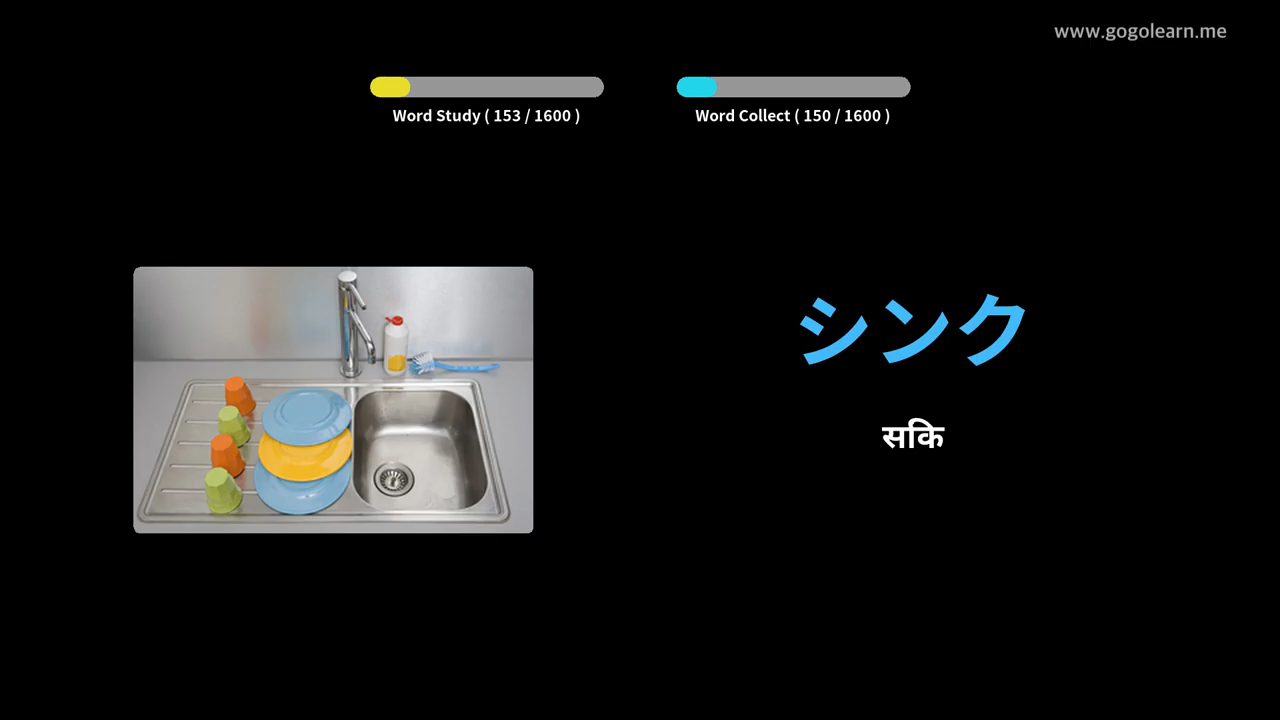 www.gogolearn.me
Word Study ( 153 / 1600 )
Word Collect ( 150 / 1600 )
シンク
सकि